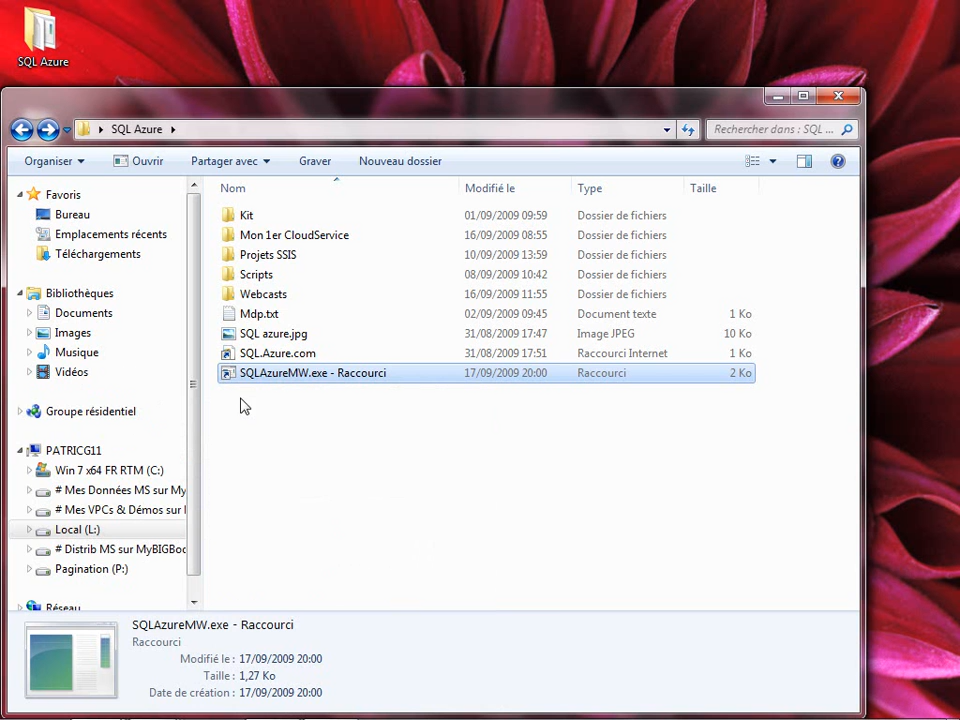 SQL Azure
SQL Azure
Rechercher dans : SQL ...
Organiser
Ouvrir
Partager avec
Graver
Nouveau dossier
Favoris
Bureau
Emplacements récents
Téléchargements
Bibliothèques
Documents
Images
Musique
Vidéos
Groupe résidentiel
PATRICG11
Win 7 x64 FR RTM (C:)
# Mes Données MS sur My
# Mes VPCs & Démos sur
Local (L:)
# Distrib MS sur MyBIGBoo
Pagination (P:)
Réseau
Nom Modifié le Type Taille
Kit 01/09/2009 09:59 Dossier de fichiers
Mon 1er CloudService 16/09/2009 08:55 Dossier de fichiers
Projets SSIS 10/09/2009 13:59 Dossier de fichiers
Scripts 08/09/2009 10:42 Dossier de fichiers
Webcasts 16/09/2009 11:55 Dossier de fichiers
Mdp.txt 02/09/2009 09:45 Document texte 1 Ko
SQL azure.jpg 31/08/2009 17:47 Image JPEG 10 Ko
SQL.Azure.com 31/08/2009 17:51 Raccourci Internet 1 Ko
SQLAzureMW.exe - Raccourci 17/09/2009 20:00 Raccourci 2 Ko
SQLAzureMW.exe - Raccourci
Raccourci
Modifié le : 17/09/2009 20:00
Taille : 1,27 Ko
Date de création : 17/09/2009 20:00